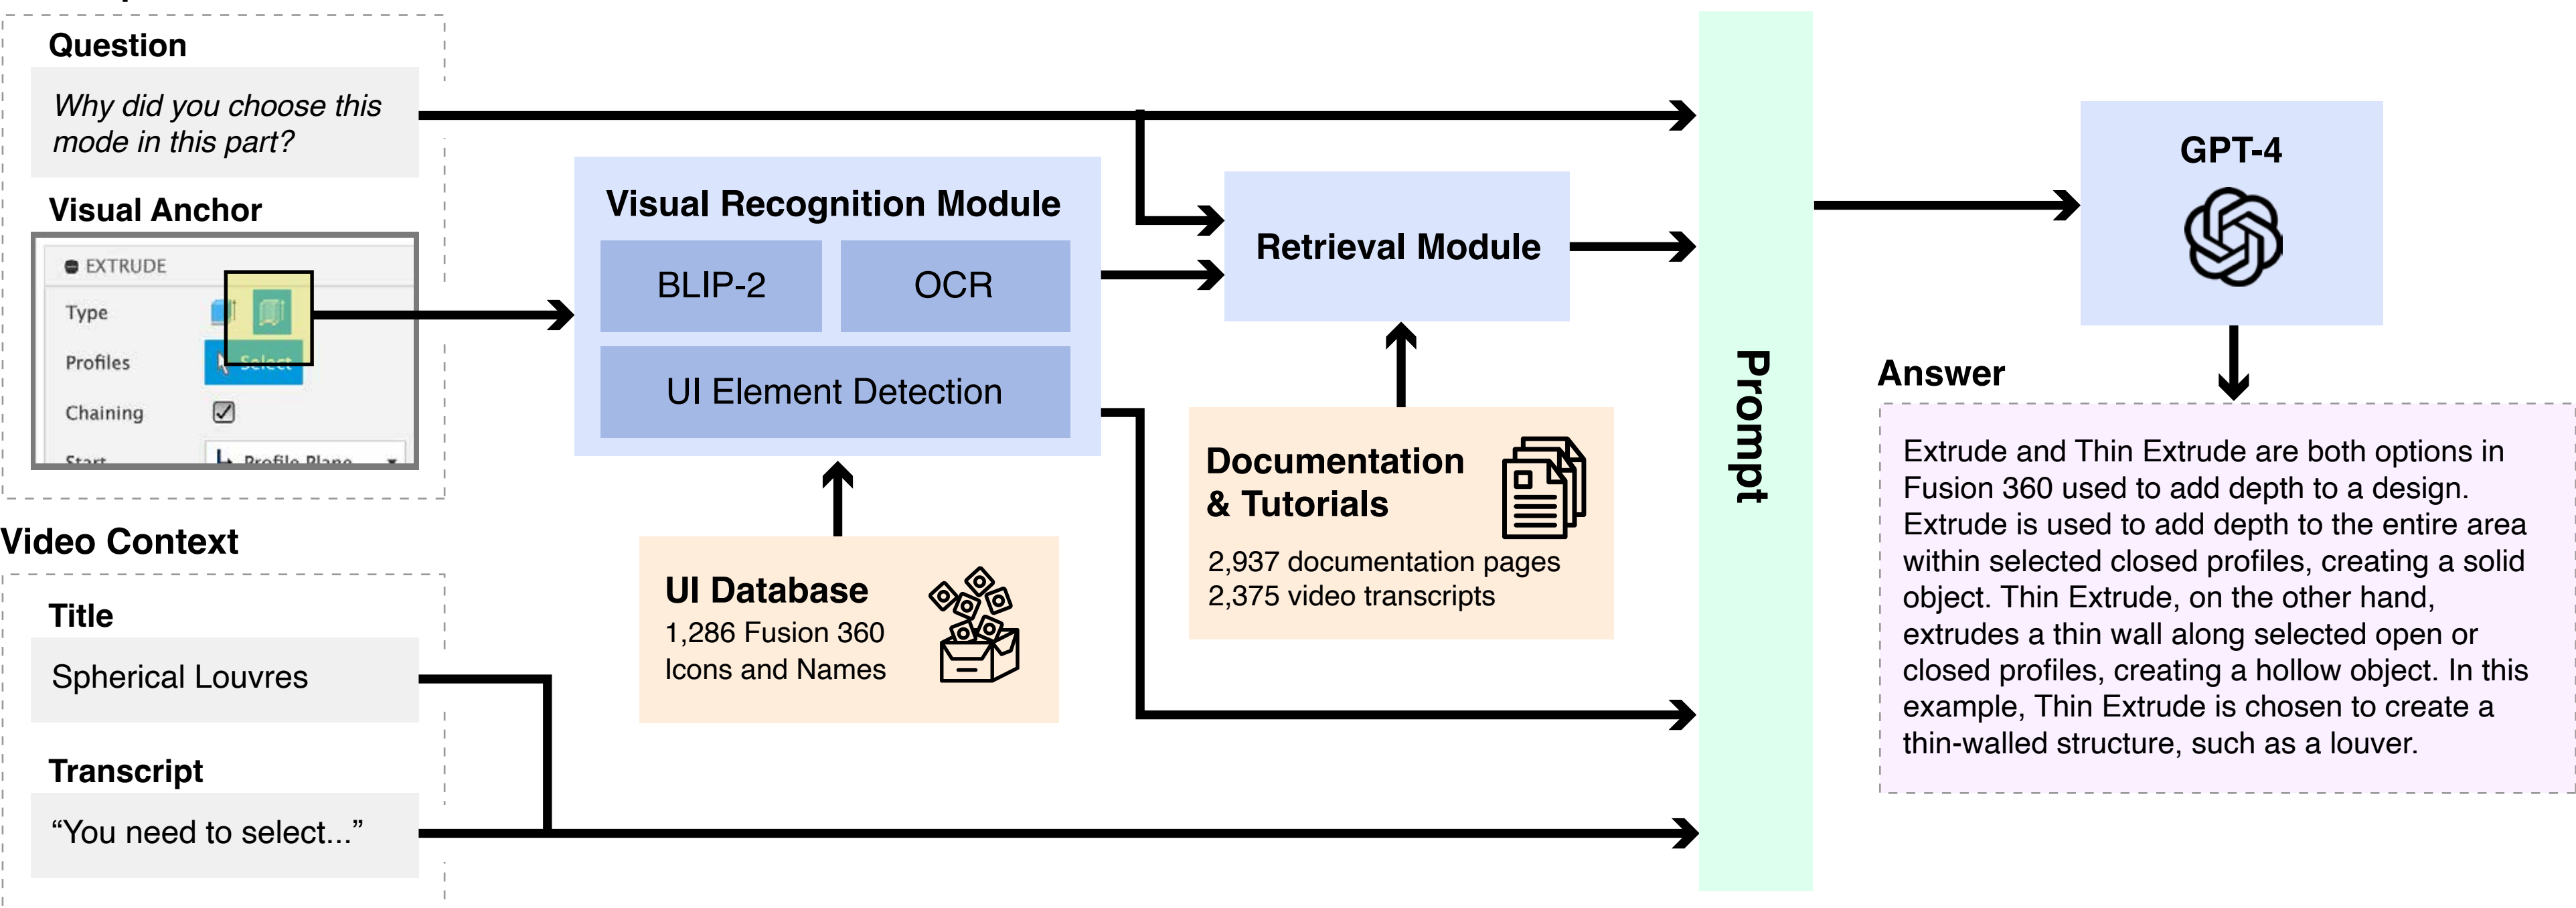 Question
Why did you choose this
mode in this part?
Visual Anchor
EXTRUDE
Type
Profiles
Select
Chaining
Start
Profile Plane
Video Context
Title
Spherical Louvres
Transcript
“You need to select...”
Visual Recognition Module
BLIP-2
OCR
UI Element Detection
UI Database
1,286 Fusion 360
Icons and Names
Retrieval Module
Documentation
& Tutorials
2,937 documentation pages
2,375 video transcripts
Prompt
GPT-4
Answer
Extrude and Thin Extrude are both options in
Fusion 360 used to add depth to a design.
Extrude is used to add depth to the entire area
within selected closed profiles, creating a solid
object. Thin Extrude, on the other hand,
extrudes a thin wall along selected open or
closed profiles, creating a hollow object. In this
example, Thin Extrude is chosen to create a
thin-walled structure, such as a louver.